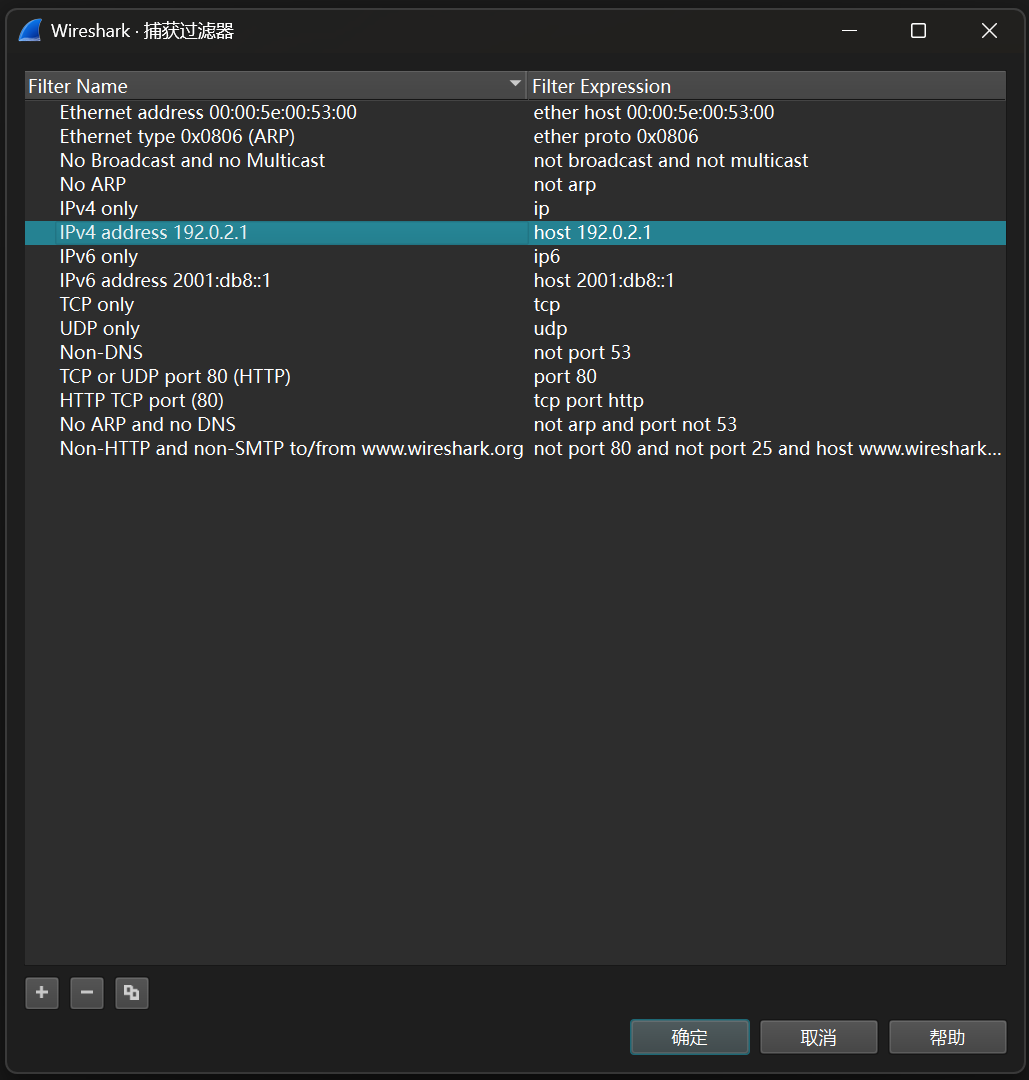 Wireshark · 捕获过滤器
Filter Name Filter Expression
Ethernet address 00:00:5e:00:53:00 ether host 00:00:5e:00:53:00
Ethernet type 0x0806 (ARP) ether proto 0x0806
No Broadcast and no Multicast not broadcast and not multicast
No ARP not arp
IPv4 only ip
IPv4 address 192.0.2.1 host 192.0.2.1
IPv6 only ip6
IPv6 address 2001:db8::1 host 2001:db8::1
TCP only tcp
UDP only udp
Non-DNS not port 53
TCP or UDP port 80 (HTTP) port 80
HTTP TCP port (80) tcp port http
No ARP and no DNS not arp and port not 53
Non-HTTP and non-SMTP to/from www.wireshark.org not port 80 and not port 25 and host www.wireshark...
确定 取消 帮助